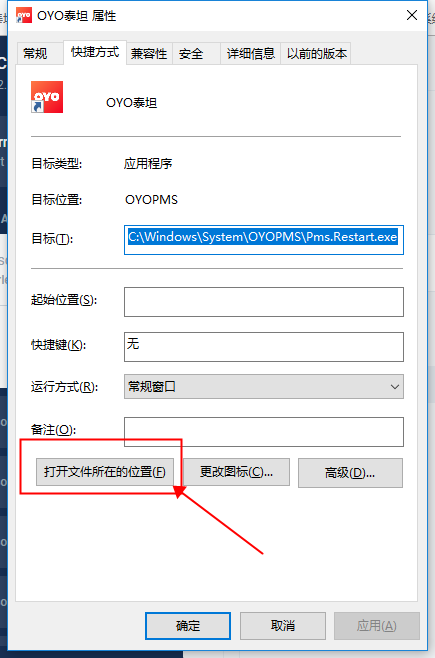 OYO泰坦 属性
常规 快捷方式 兼容性 安全 详细信息 以前的版本
OYO
OYO泰坦
目标类型: 应用程序
目标位置: OYOPMS
目标(T): C:\Windows\System\OYOPMS\Pms.Restart.exe
起始位置(S):
快捷键(K): 无
运行方式(R): 常规窗口
备注(O):
打开文件所在的位置(F) 更改图标(C)... 高级(D)...
确定 取消 应用(A)